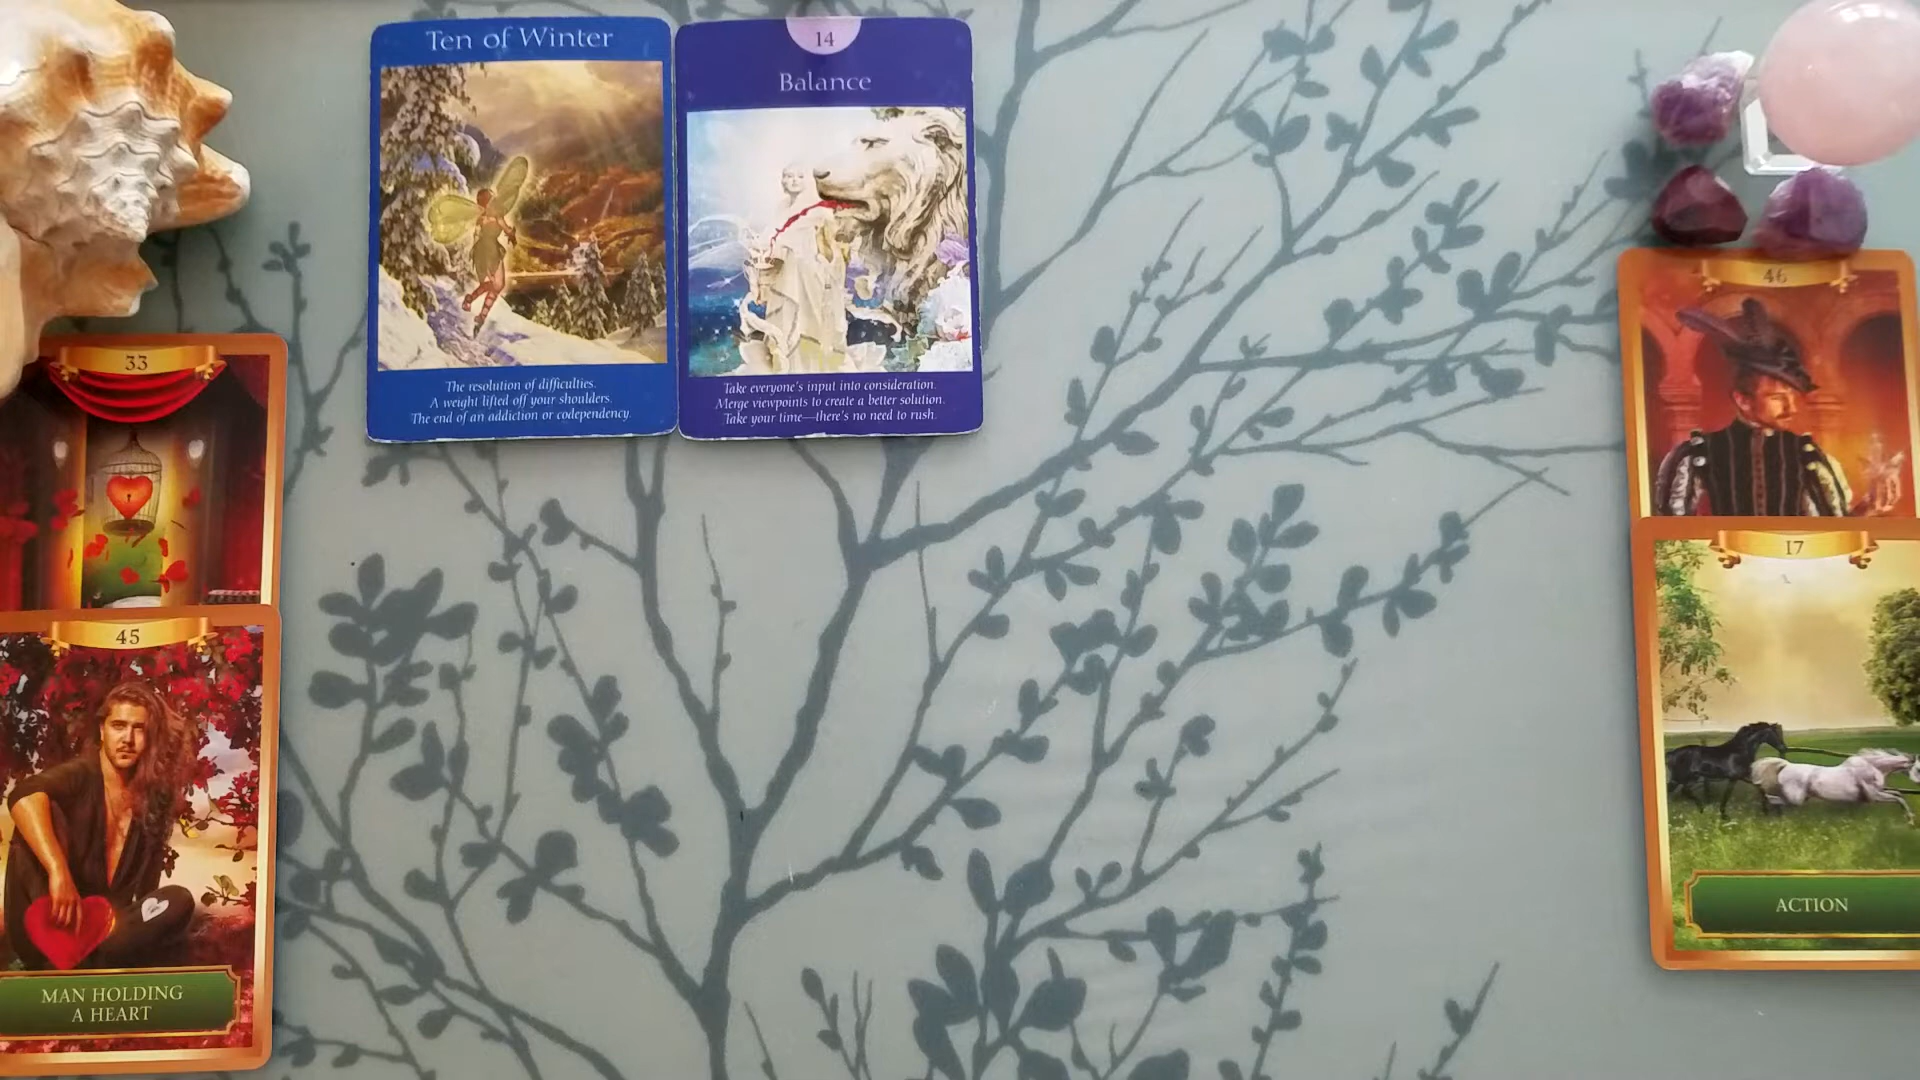 Ten of Winter
The resolution of difficulties.
A weight lifted off your shoulders.
The end of an addiction or codependency.
14
Balance
Take everyone's input into consideration.
Merge viewpoints to create a better solution.
Take your time—there's no need to rush.
33
45
MAN HOLDING
A HEART
46
17
ACTION